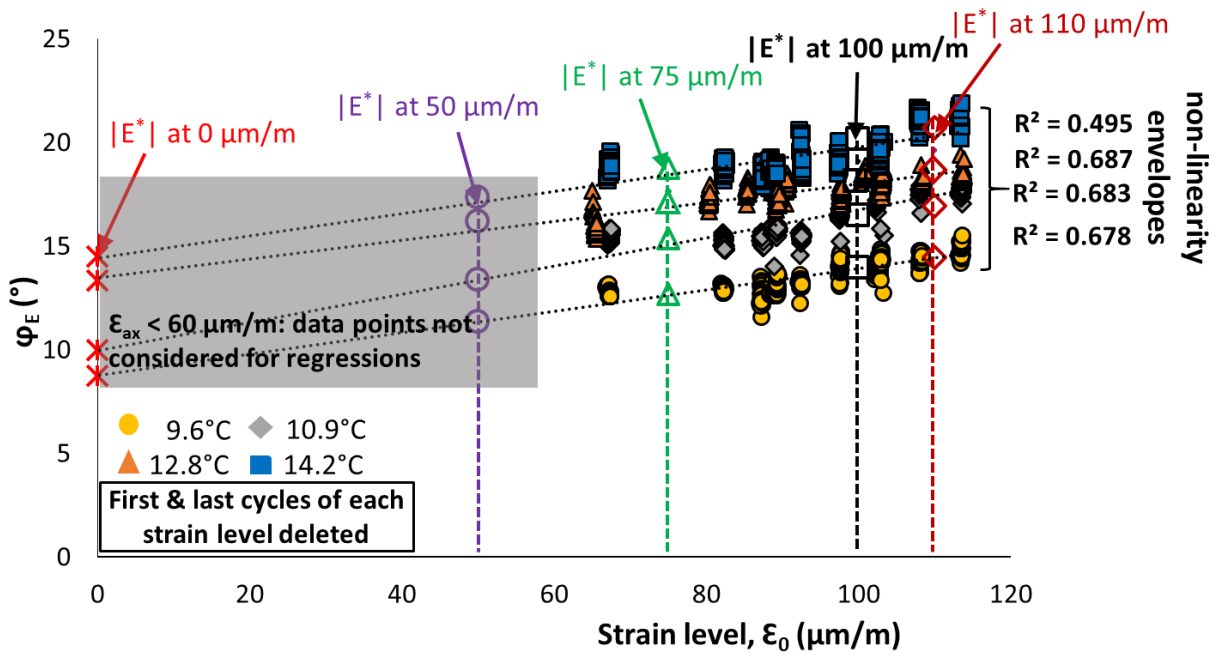 |E*| at 110 μm/m
|E*| at 100 μm/m
|E*| at 75 μm/m
|E*| at 50 μm/m
|E*| at 0 μm/m
25
20
15
10
5
0
φE (°)
R² = 0.495
R² = 0.687
R² = 0.683
R² = 0.678
non-linearity
envelopes
Ɛax < 60 μm/m: data points not
considered for regressions
9.6°C
10.9°C
12.8°C
14.2°C
First & last cycles of each
strain level deleted
0
20
40
60
80
100
120
Strain level, Ɛ0 (μm/m)